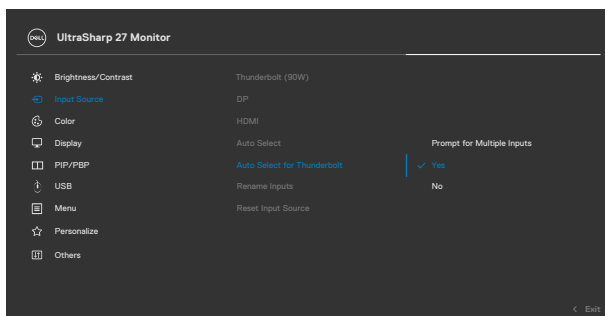 DELL
UltraSharp 27 Monitor
Brightness/Contrast
Input Source
Color
Display
PIP/PBP
USB
Menu
Personalize
Others
Thunderbolt (90W)
DP
HDMI
Auto Select
Auto Select for Thunderbolt
Rename Inputs
Reset Input Source
Prompt for Multiple Inputs
Yes
No
Exit